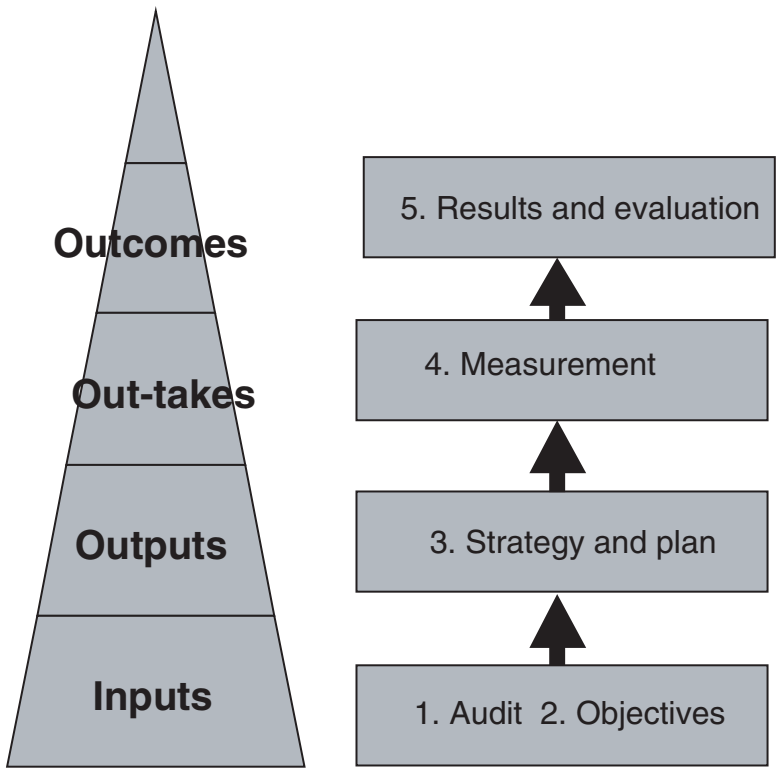 5. Results and evaluation
Outcomes
4. Measurement
Out-takes
3. Strategy and plan
Outputs
Inputs
1. Audit 2. Objectives